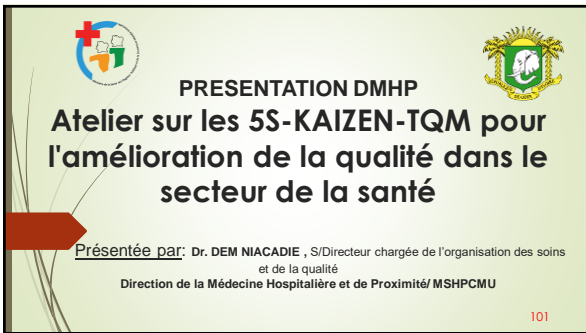 PRESENTATION DMHP
Atelier sur les 5S-KAIZEN-TQM pour
l'amélioration de la qualité dans le
secteur de la santé
Présentée par: Dr. DEM NIACADIE , S/Directeur chargée de l'organisation des soins
et de la qualité
Direction de la Médecine Hospitalière et de Proximité/ MSHPCMU
101